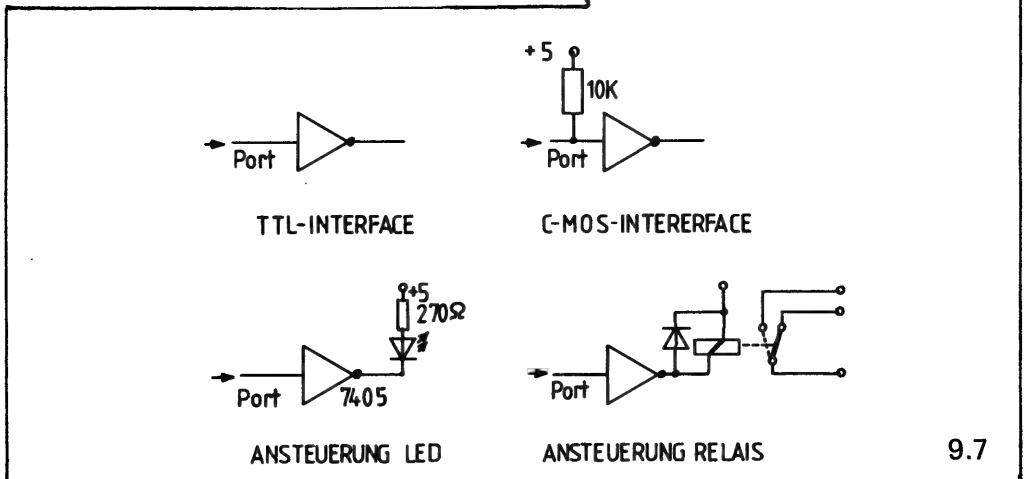 +5
10K
Port
Port
TTL-INTERFACE
C-MOS-INTERERFACE
+5
270Ω
Port
7405
Port
ANSTEUERUNG LED
ANSTEUERUNG RELAIS
9.7